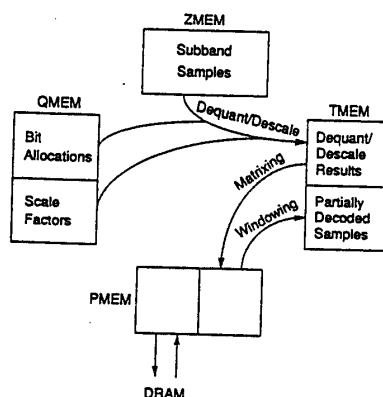 ZMEM
Subband
Samples
QMEM
Bit
Allocations
Scale
Factors
Dequant/Descale
TMEM
Dequant/
Descale
Results
Partially
Decoded
Samples
Matrixing
Windowing
PMEM
DRAM